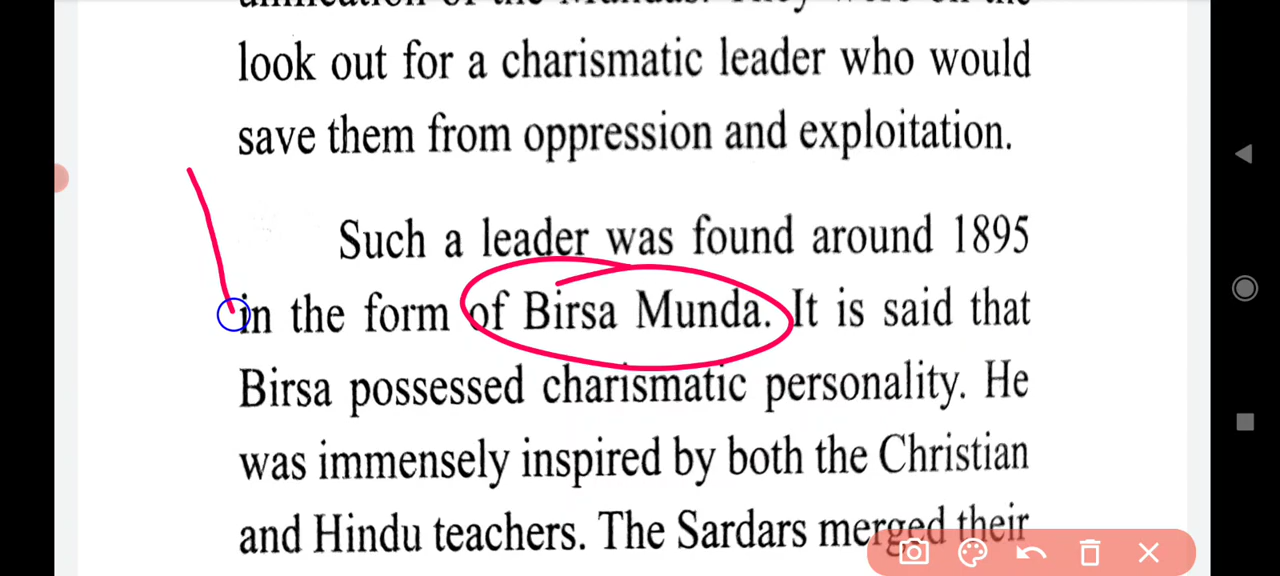 look out for a charismatic leader who would
save them from oppression and exploitation.
Such a leader was found around 1895
in the form of Birsa Munda. It is said that
Birsa possessed charismatic personality. He
was immensely inspired by both the Christian
and Hindu teachers. The Sardars merged their